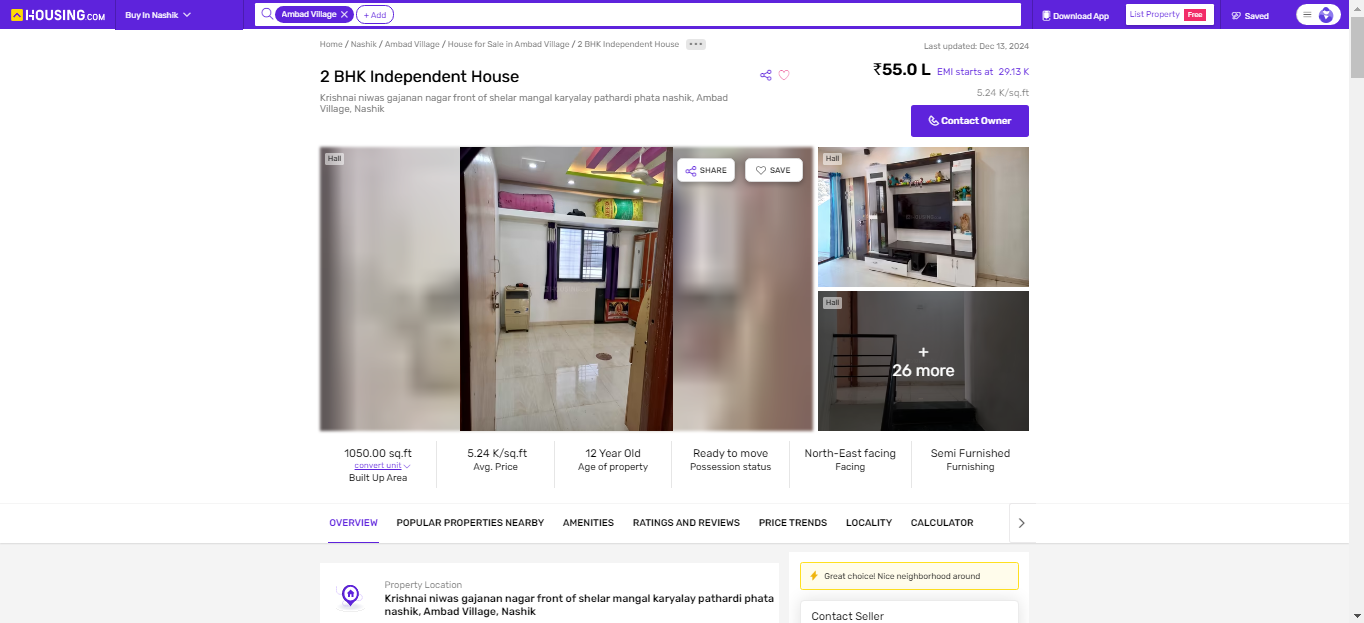 HOUSING.COM
Buy In Nashik
Ambad Village
+ Add
Download App
List Property Free
Saved
Home / Nashik / Ambad Village / House for Sale in Ambad Village / 2 BHK Independent House
Last updated: Dec 13, 2024
2 BHK Independent House
₹55.0 L EMI starts at 29.13 K
Krishnai niwas gajanan nagar front of shelar mangal karyalay pathardi phata nashik, Ambad
Village, Nashik
5.24 K/sq.ft
Contact Owner
Hall
SHARE
SAVE
Hall
HOUSING.COM
Hall
+
26 more
1050.00 sq.ft
convert unit
Built Up Area
5.24 K/sq.ft
Avg. Price
12 Year Old
Age of property
Ready to move
Possession status
North-East facing
Facing
Semi Furnished
Furnishing
OVERVIEW
POPULAR PROPERTIES NEARBY
AMENITIES
RATINGS AND REVIEWS
PRICE TRENDS
LOCALITY
CALCULATOR
Property Location
Krishnai niwas gajanan nagar front of shelar mangal karyalay pathardi phata
nashik, Ambad Village, Nashik
Great choice! Nice neighborhood around
Contact Seller